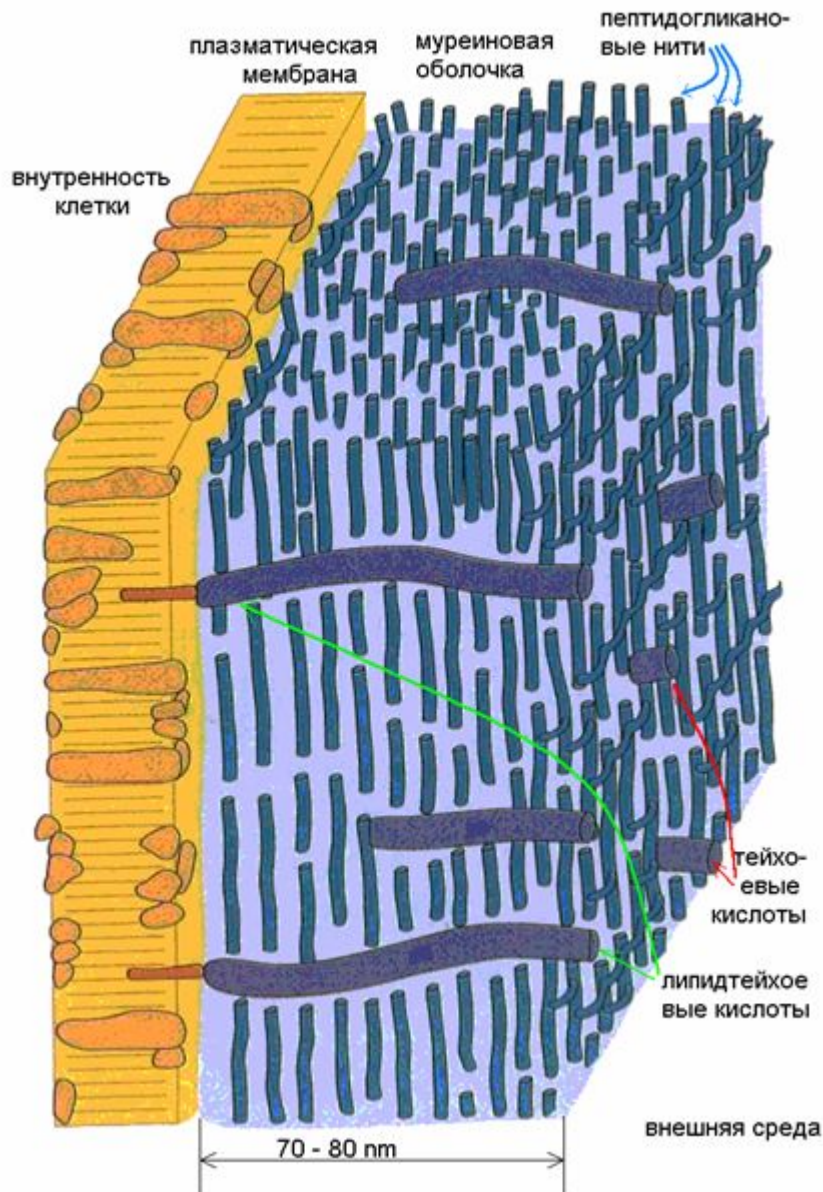 пептидогликано-
вые нити
плазматическая
мембрана
муреиновая
оболочка
внутренность
клетки
тейхо-
евые
кислоты
липидтейхое
вые кислоты
внешняя среда
70 - 80 nm